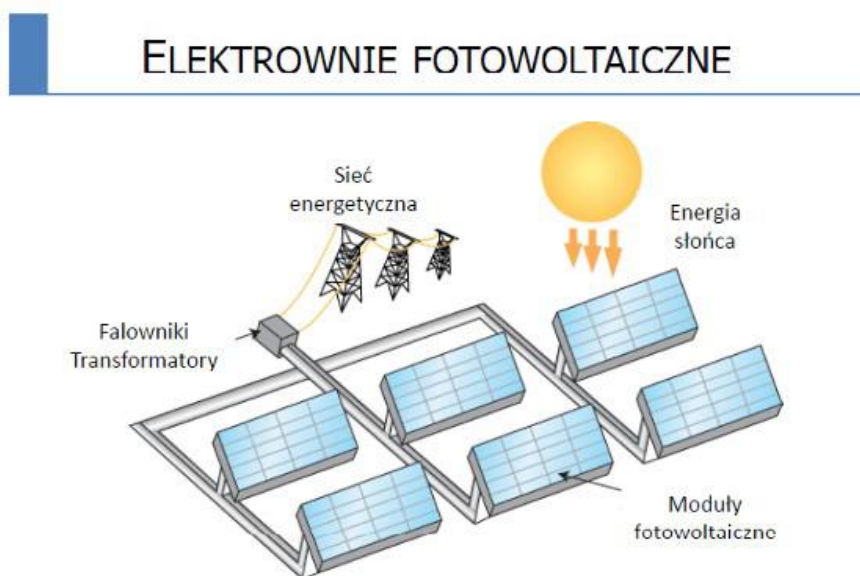 ELEKTROWNIE FOTOWOLTAICZNE
Sieć
energetyczna
Energia
słońca
Falowniki
Transformatory
Moduły
fotowoltaiczne